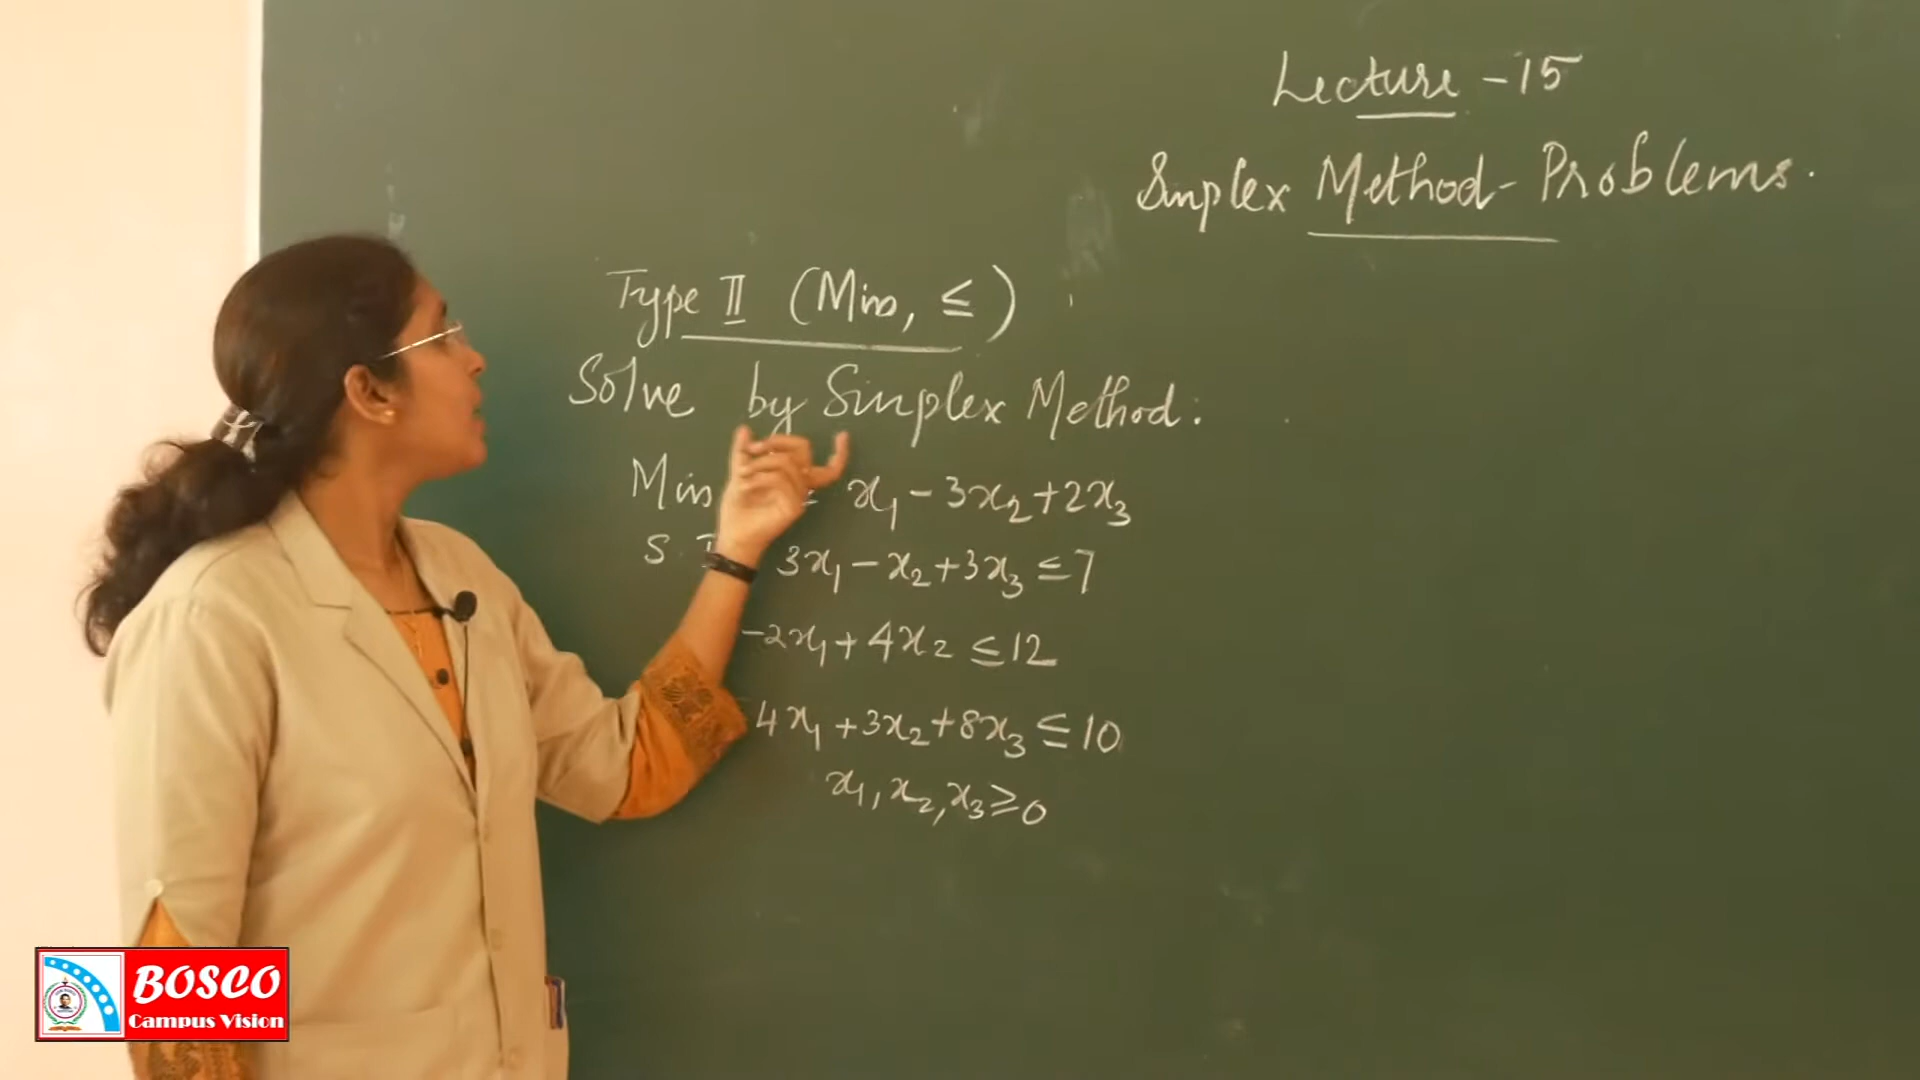 Lecture - 15
Simplex Method - Problems.
Type II (Min, ≤)
Solve by Simplex Method:
Min = x₁ - 3x₂ + 2x₃
S. 3x₁ - x₂ + 3x₃ ≤ 7
-2x₁ + 4x₂ ≤ 12
4x₁ + 3x₂ + 8x₃ ≤ 10
x₁, x₂, x₃ ≥ 0
BOSCO
Campus Vision